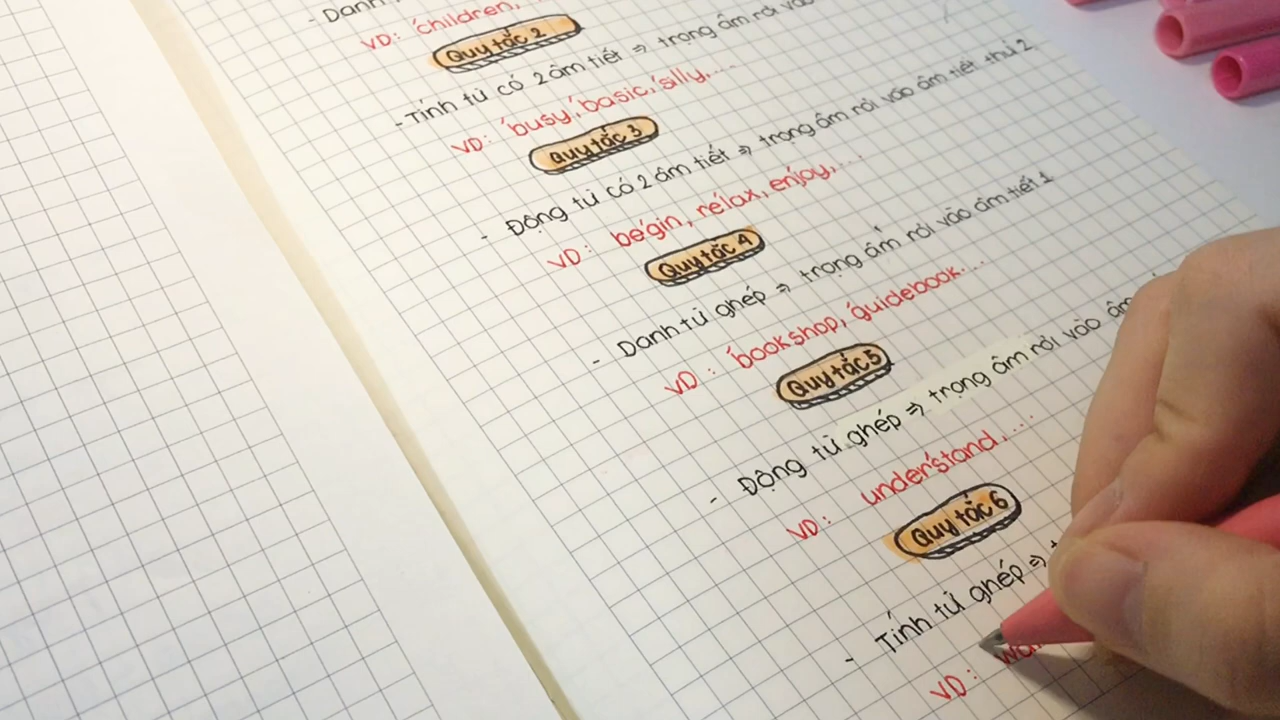 - Danh
VD: 'children,
Quy tắc 2
- Tính từ có 2 âm tiết => trọng âm rơi vào
VD: 'busy, 'basic, 'silly,....
Quy tắc 3
- Động từ có 2 âm tiết => trọng âm rơi vào âm tiết thứ 2
VD: be'gin, re'lax, en'joy,....
Quy tắc 4
- Danh từ ghép => trọng âm rơi vào âm tiết 1
VD: 'bookshop, 'guidebook...
Quy tắc 5
- Động từ ghép => trọng âm rơi vào âm
VD: under'stand,...
Quy tắc 6
- Tính từ ghép =>
VD: